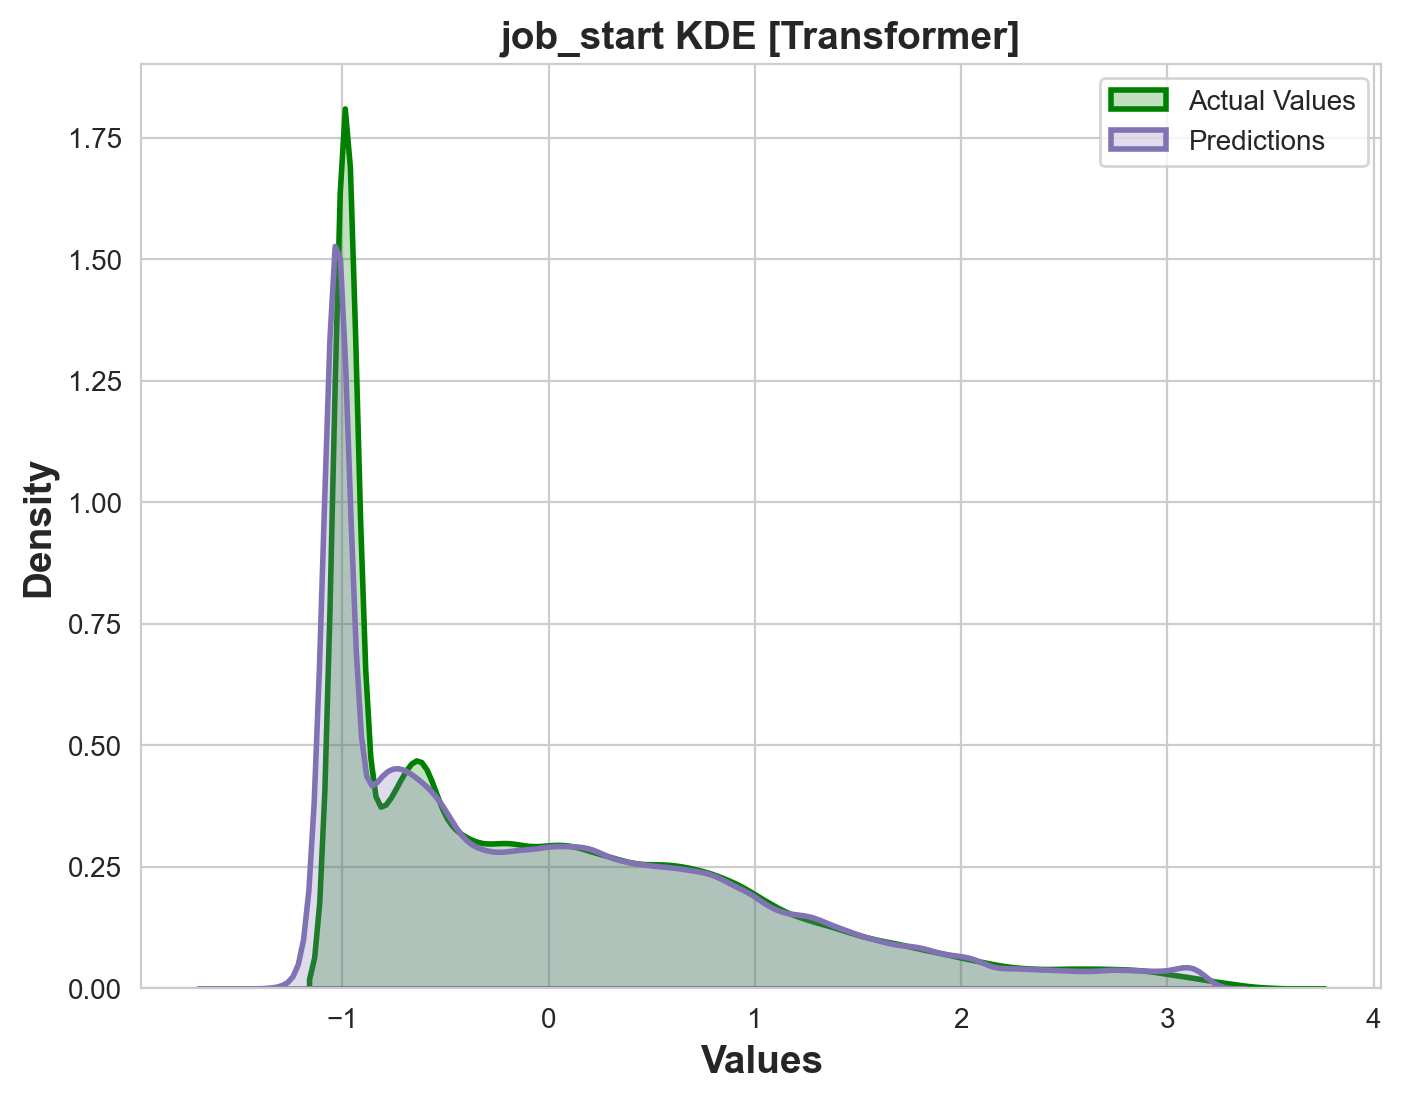 job_start KDE [Transformer]
Actual Values
Predictions
1.75
1.50
1.25
1.00
0.75
0.50
0.25
0.00
Density
−1
0
1
2
3
4
Values